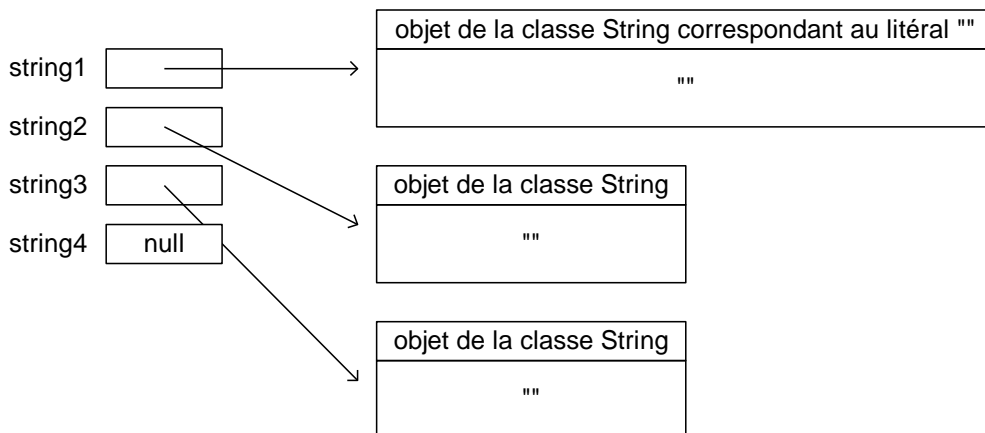 objet de la classe String correspondant au litéral ""
string1
""
string2
string3
objet de la classe String
string4 null
""
objet de la classe String
""